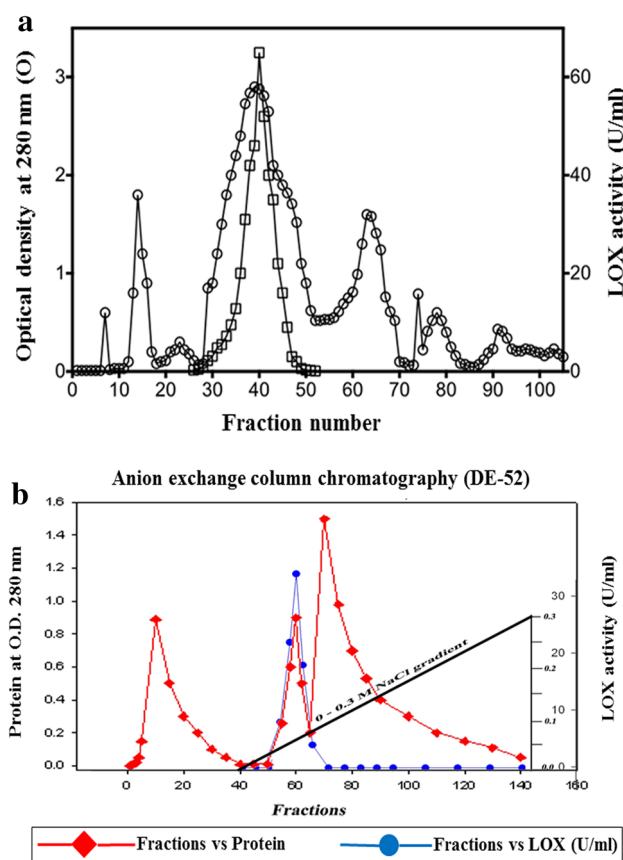 a
Optical density at 280 nm (O)
3
2
1
0
60
40
20
0
LOX activity (U/ml)
0 10 20 30 40 50 60 70 80 90 100
Fraction number
b
Anion exchange column chromatography (DE-52)
Protein at O.D. 280 nm
1.6
1.4
1.2
1.0
0.8
0.6
0.4
0.2
0.0
0 - 0.3 M NaCl gradient
0.3
0.2
0.1
0.0
30
20
10
0
LOX activity (U/ml)
0 20 40 60 80 100 120 140 160
Fractions
Fractions vs Protein Fractions vs LOX (U/ml)